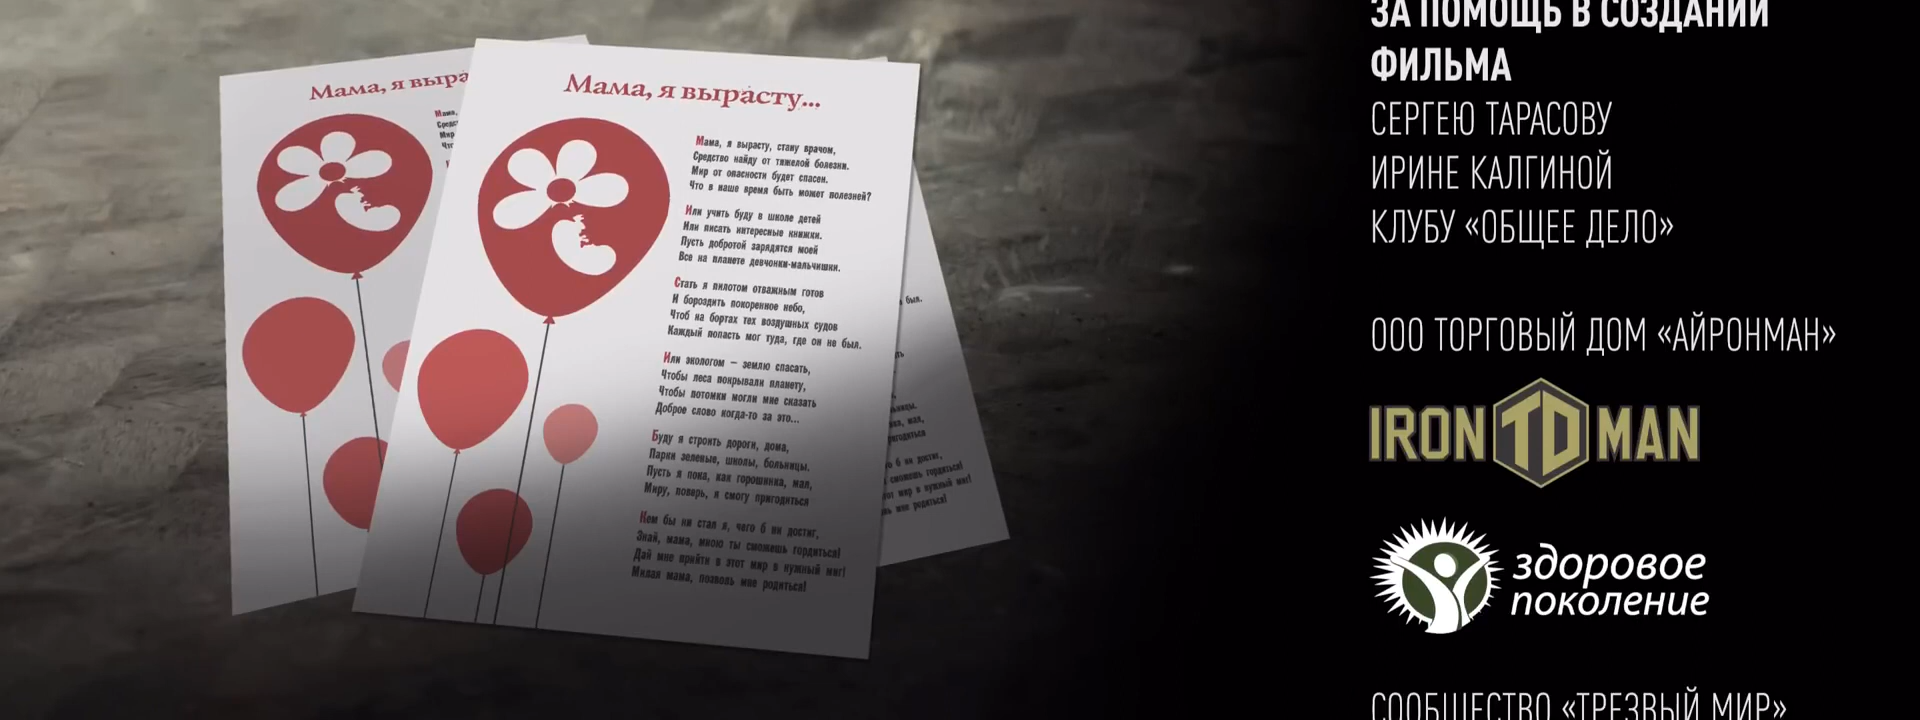 Мама, я выра
Мама,
Мир
Мама, я вырасту...
Мама, я вырасту, стану врачом,
Средство найду от тяжелой болезни.
Мир от опасности будет спасен.
Что в наше время быть может полезней?
Или учить буду в школе детей
Или писать интересные книжки.
Пусть добротой зарядятся моей
Все на планете девчонки-мальчишки.
Стать я пилотом отважным готов
И бороздить покоренное небо,
Чтоб на бортах тех воздушных судов
Каждый попасть мог туда, где он не был.
Или экологом – землю спасать,
Чтобы леса покрывали планету,
Чтобы потомки могли мне сказать
Доброе слово когда-то за это...
Буду я строить дороги, дома,
Парки зеленые, школы, больницы.
Пусть я пока, как горошинка, мал,
Миру, поверь, я смогу пригодиться
Кем бы ни стал я, чего б ни достиг,
Знай, мама, мною ты сможешь гордиться!
Дай мне прийти в этот мир в нужный миг!
Милая мама, позволь мне родиться!
был.
ЗА ПОМОЩЬ В СОЗДАНИИ
ФИЛЬМА
СЕРГЕЮ ТАРАСОВУ
ИРИНЕ КАЛГИНОЙ
КЛУБУ «ОБЩЕЕ ДЕЛО»
ООО ТОРГОВЫЙ ДОМ «АЙРОНМАН»
IRON TD MAN
здоровое
поколение
СООБЩЕСТВО «ТРЕЗВЫЙ МИР»